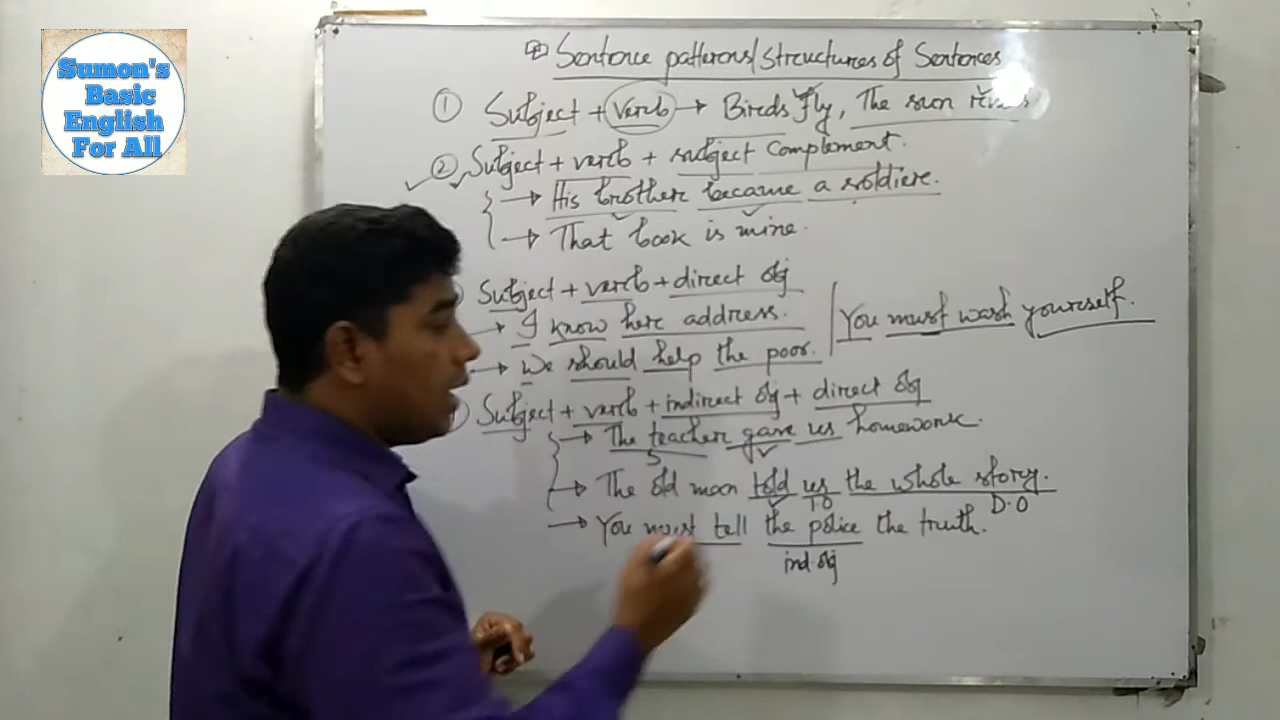 Sumon's
Basic
English
For All
Sentence patterns/structures of Sentences
① Subject + verb → Birds fly, The sun rises
② Subject + verb + subject complement.
→ His brother became a soldier.
→ That book is mine.
Subject + verb + direct obj
→ I know her address.
→ We should help the poor.
You must wash yourself.
Subject + verb + indirect obj + direct obj
→ The teacher gave us homework.
S V
→ The old man told us the whole story.
I O D.O
→ You must tell the police the truth.
ind. obj